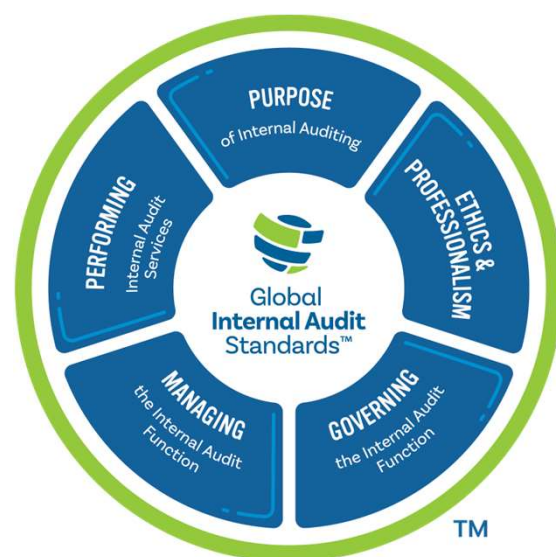 PURPOSE
of Internal Auditing
ETHICS &
PROFESSIONALISM
GOVERNING
the Internal Audit
Function
MANAGING
the Internal Audit
Function
PERFORMING
Internal Audit
Services
Global
Internal Audit
Standards™
TM